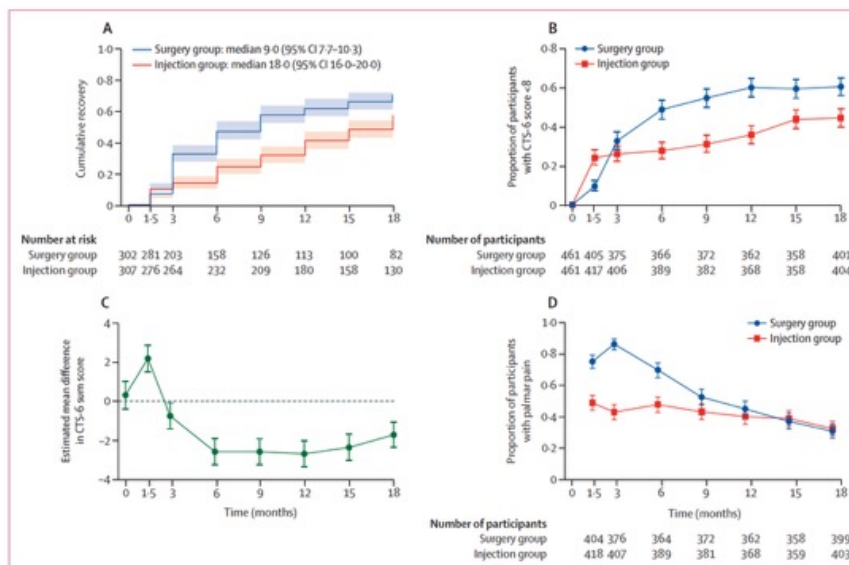 A
Surgery group: median 9·0 (95% CI 7·7–10·3)
Injection group: median 18·0 (95% CI 16·0–20·0)
Cumulative recovery
1·0
0·8
0·6
0·4
0·2
0
0 1·5 3 6 9 12 15 18
Number at risk
Surgery group 302 281 203 158 126 113 100 82
Injection group 307 276 264 232 209 180 158 130
B
Surgery group
Injection group
Proportion of participants
with CTS-6 score <8
0·8
0·6
0·4
0·2
0
0 1·5 3 6 9 12 15 18
Number of participants
Surgery group 461 405 375 366 372 362 358 401
Injection group 461 417 406 389 382 368 358 404
C
Estimated mean difference
in CTS-6 sum score
4
2
0
−2
−4
0 1·5 3 6 9 12 15 18
Time (months)
D
Surgery group
Injection group
Proportion of participants
with palmar pain
1·0
0·8
0·6
0·4
0·2
0
0 1·5 3 6 9 12 15 18
Time (months)
Number of participants
Surgery group 404 376 364 372 362 358 399
Injection group 418 407 389 381 368 359 403